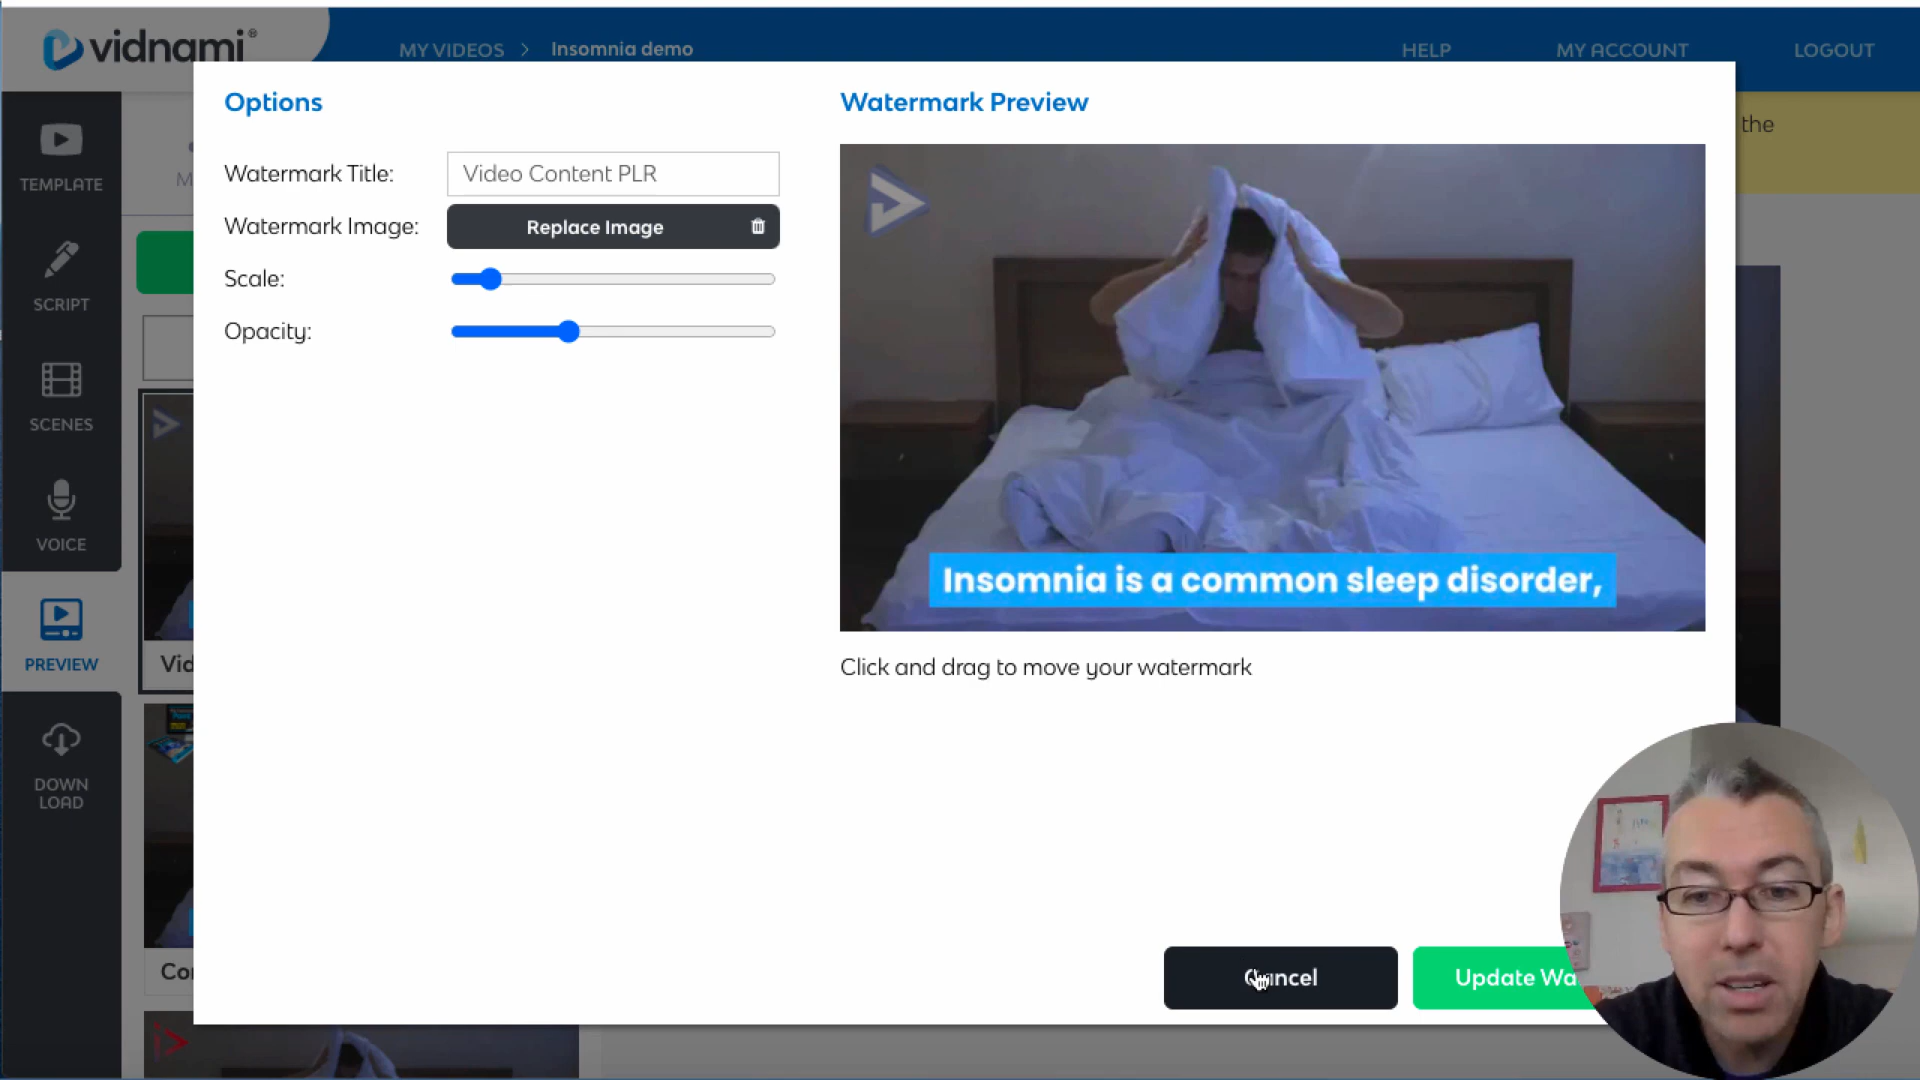 vidnami®
MY VIDEOS > Insomnia demo
HELP
MY ACCOUNT
LOGOUT
the
TEMPLATE
SCRIPT
SCENES
VOICE
PREVIEW
DOWN
LOAD
M
Vid
Co
Options
Watermark Title:
Video Content PLR
Watermark Image:
Replace Image
Scale:
Opacity:
Watermark Preview
Insomnia is a common sleep disorder,
Click and drag to move your watermark
Cancel
Update Wa